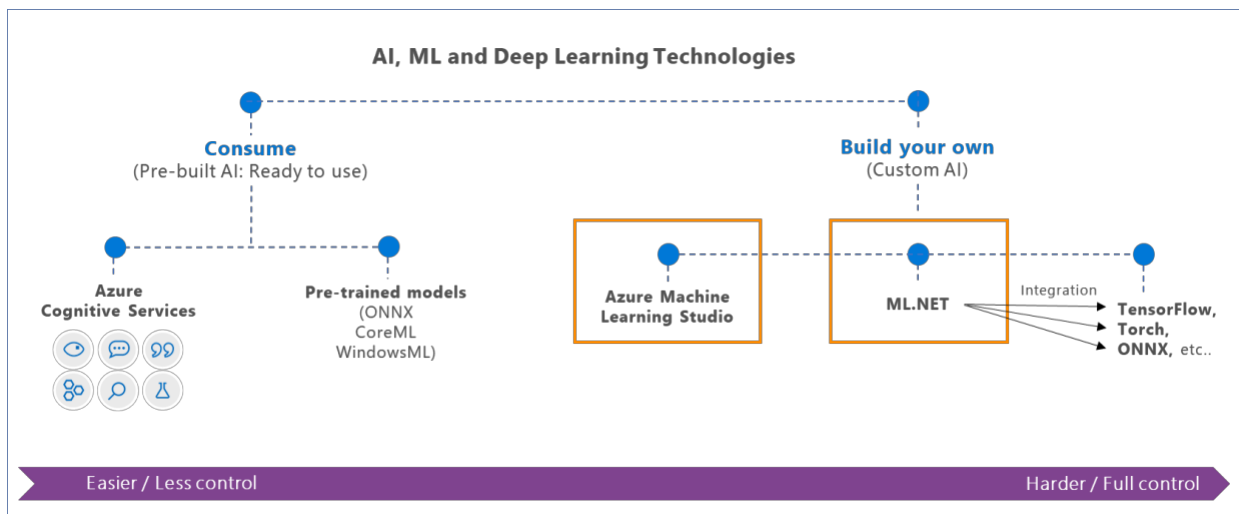 AI, ML and Deep Learning Technologies
Consume
(Pre-built AI: Ready to use)
Build your own
(Custom AI)
Azure
Cognitive Services
Pre-trained models
(ONNX
CoreML
WindowsML)
Azure Machine
Learning Studio
ML.NET
Integration
TensorFlow,
Torch,
ONNX, etc..
Easier / Less control
Harder / Full control